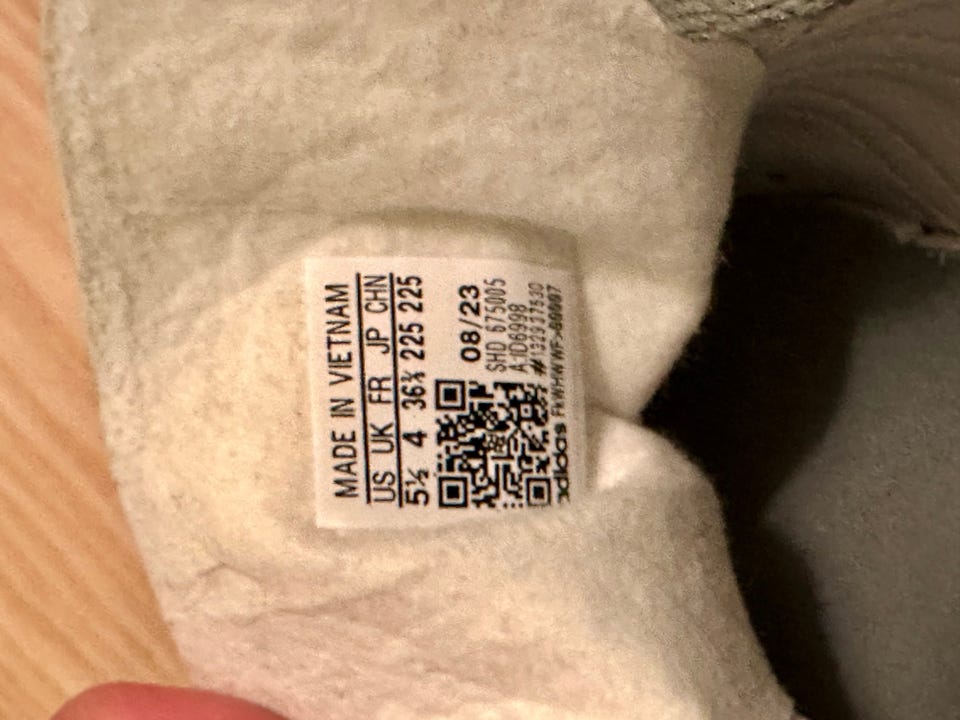 MADE IN VIETNAM
US UK FR JP CHN
5½ 4 36⅔ 225 225
08/23
SHD 675005
A1D6998
adidas